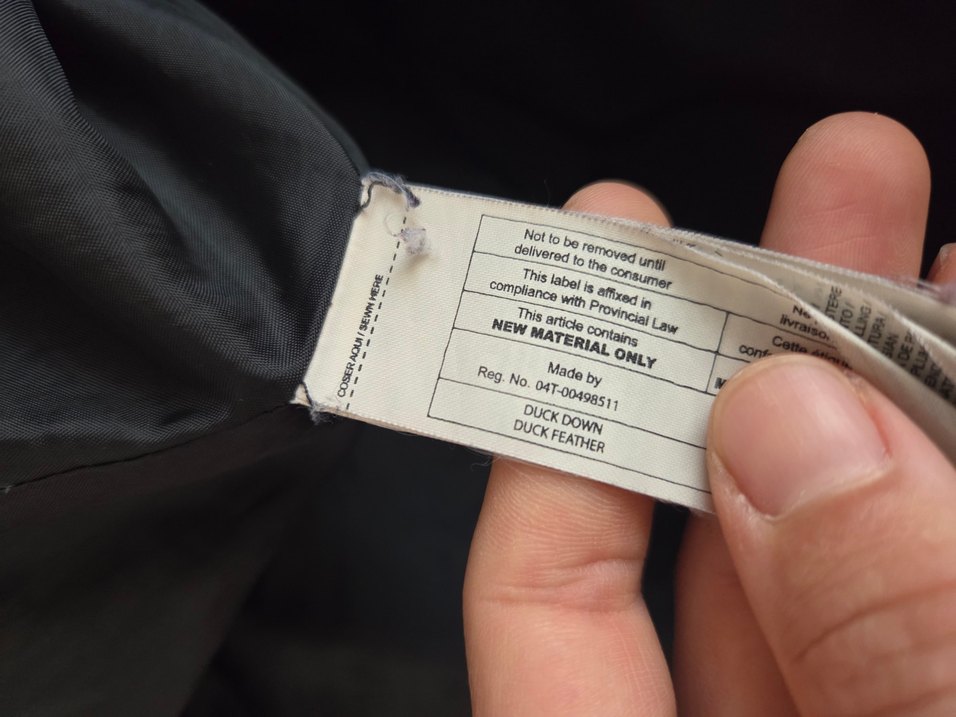 COSER AQUI / SEWN HERE
Not to be removed until
delivered to the consumer
This label is affixed in
compliance with Provincial Law
This article contains
NEW MATERIAL ONLY
Made by
Reg. No. 04T-00498511
DUCK DOWN
DUCK FEATHER